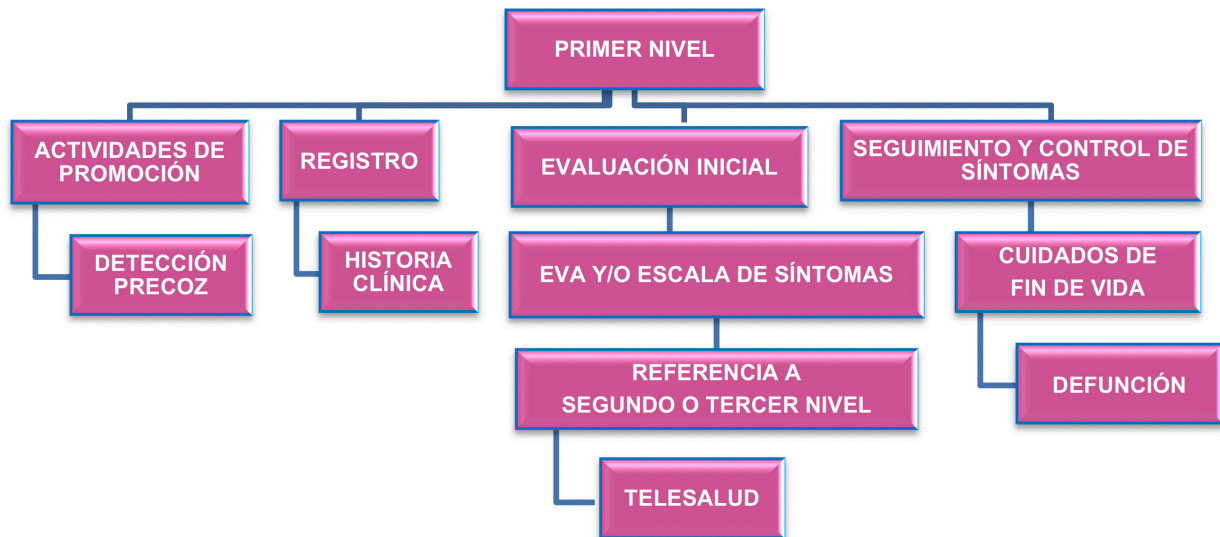 PRIMER NIVEL
ACTIVIDADES DE
PROMOCIÓN
DETECCIÓN
PRECOZ
REGISTRO
HISTORIA
CLÍNICA
EVALUACIÓN INICIAL
EVA Y/O ESCALA DE SÍNTOMAS
REFERENCIA A
SEGUNDO O TERCER NIVEL
TELESALUD
SEGUIMIENTO Y CONTROL DE
SÍNTOMAS
CUIDADOS DE
FIN DE VIDA
DEFUNCIÓN